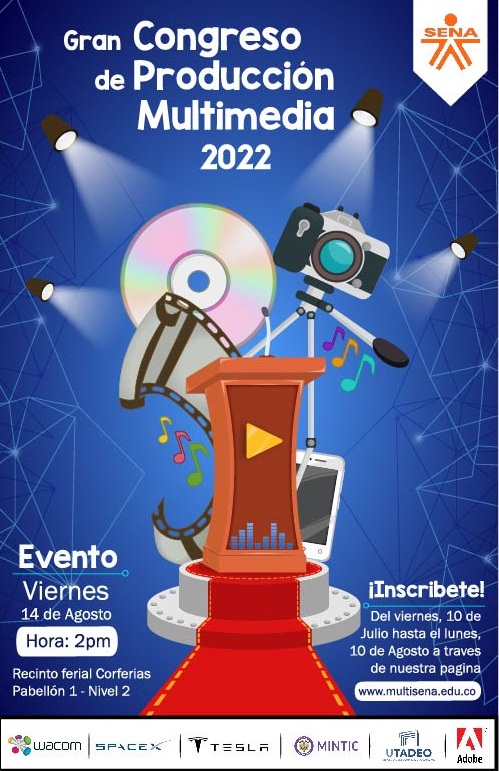 Gran Congreso
de Producción
Multimedia
2022
SENA
Evento
Viernes
14 de Agosto
Hora: 2pm
Recinto ferial Corferias
Pabellón 1 - Nivel 2
¡Inscribete!
Del viernes, 10 de
Julio hasta el lunes,
10 de Agosto a traves
de nuestra pagina
www.multisena.edu.co
wacom
SPACEX
TESLA
MINTIC
UTADEO
Adobe